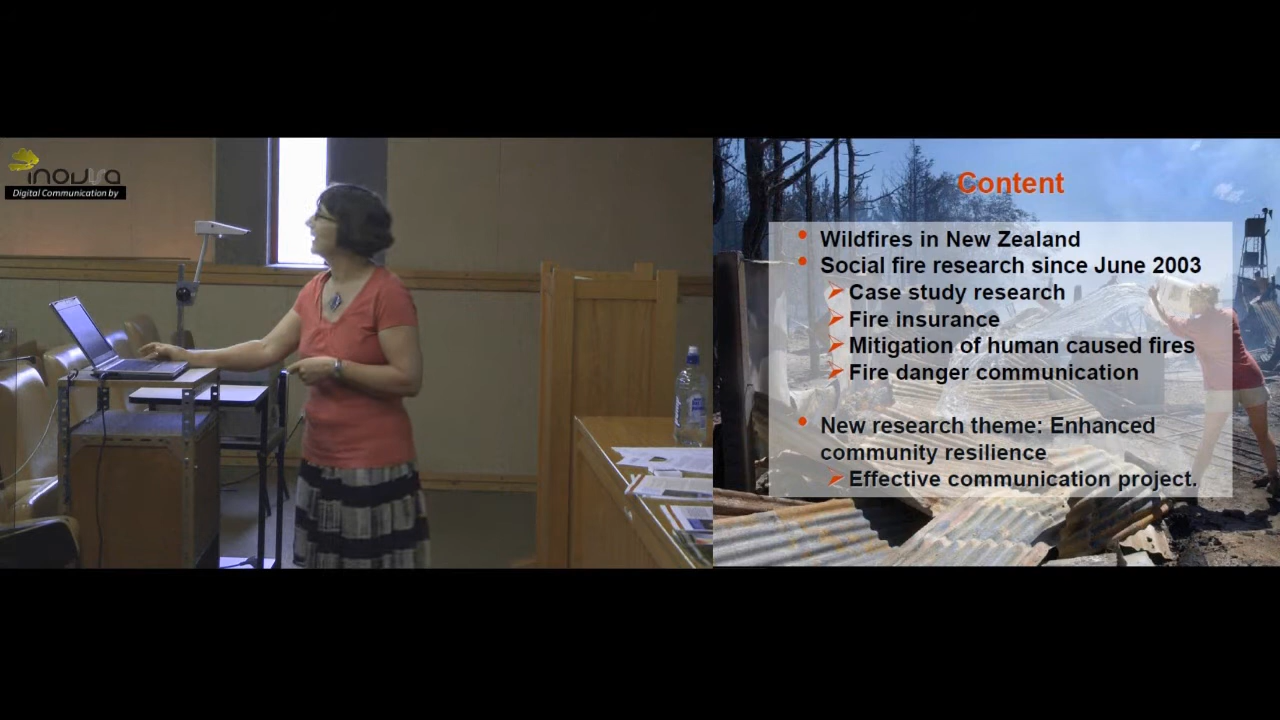 inovra
Digital Communication by
Content
Wildfires in New Zealand
Social fire research since June 2003
Case study research
Fire insurance
Mitigation of human caused fires
Fire danger communication
New research theme: Enhanced
community resilience
Effective communication project.